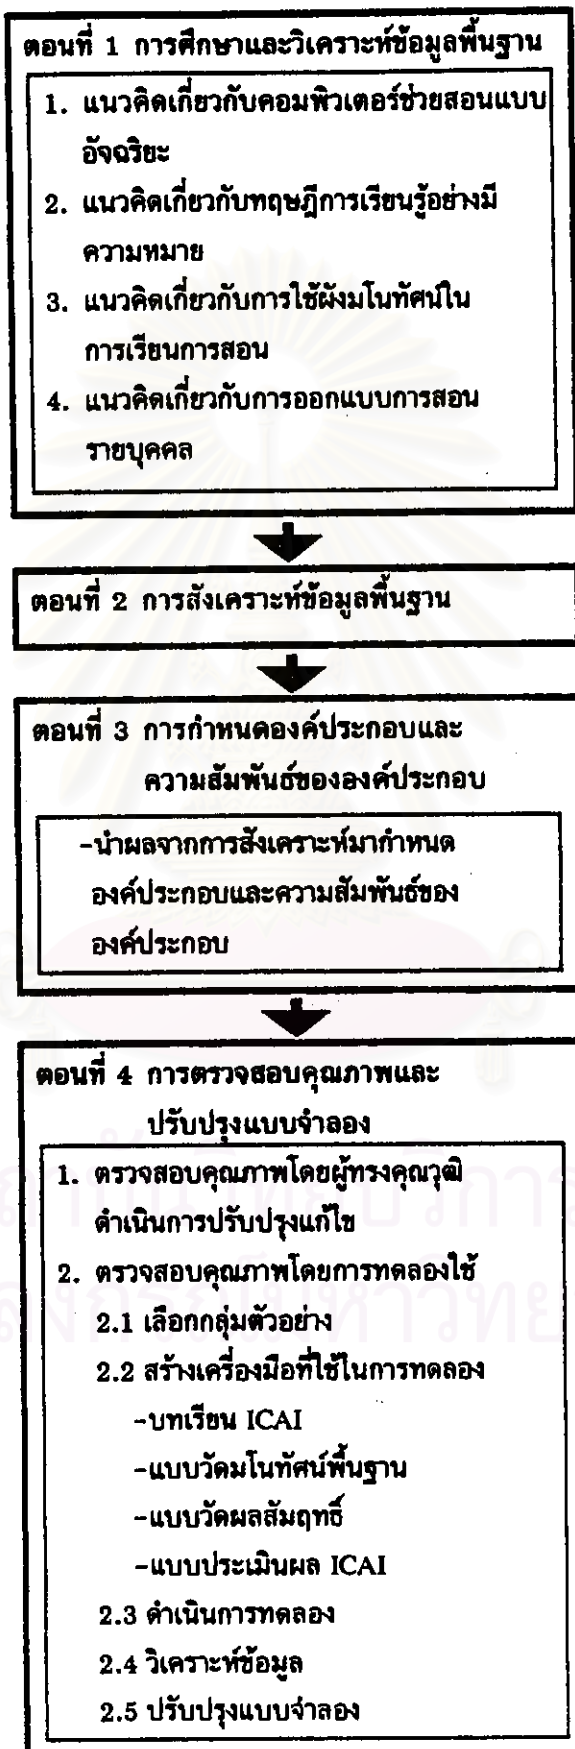 ตอนที่ 1 การศึกษาและวิเคราะห์ข้อมูลพื้นฐาน
1. แนวคิดเกี่ยวกับคอมพิวเตอร์ช่วยสอนแบบ
อัจฉริยะ
2. แนวคิดเกี่ยวกับทฤษฎีการเรียนรู้อย่างมี
ความหมาย
3. แนวคิดเกี่ยวกับการใช้ผังมโนทัศน์ใน
การเรียนการสอน
4. แนวคิดเกี่ยวกับการออกแบบการสอน
รายบุคคล
ตอนที่ 2 การสังเคราะห์ข้อมูลพื้นฐาน
ตอนที่ 3 การกำหนดองค์ประกอบและ
ความสัมพันธ์ขององค์ประกอบ
-นำผลจากการสังเคราะห์มากำหนด
องค์ประกอบและความสัมพันธ์ของ
องค์ประกอบ
ตอนที่ 4 การตรวจสอบคุณภาพและ
ปรับปรุงแบบจำลอง
1. ตรวจสอบคุณภาพโดยผู้ทรงคุณวุฒิ
ดำเนินการปรับปรุงแก้ไข
2. ตรวจสอบคุณภาพโดยการทดลองใช้
2.1 เลือกกลุ่มตัวอย่าง
2.2 สร้างเครื่องมือที่ใช้ในการทดลอง
-บทเรียน ICAI
-แบบวัดมโนทัศน์พื้นฐาน
-แบบวัดผลสัมฤทธิ์
-แบบประเมินผล ICAI
2.3 ดำเนินการทดลอง
2.4 วิเคราะห์ข้อมูล
2.5 ปรับปรุงแบบจำลอง